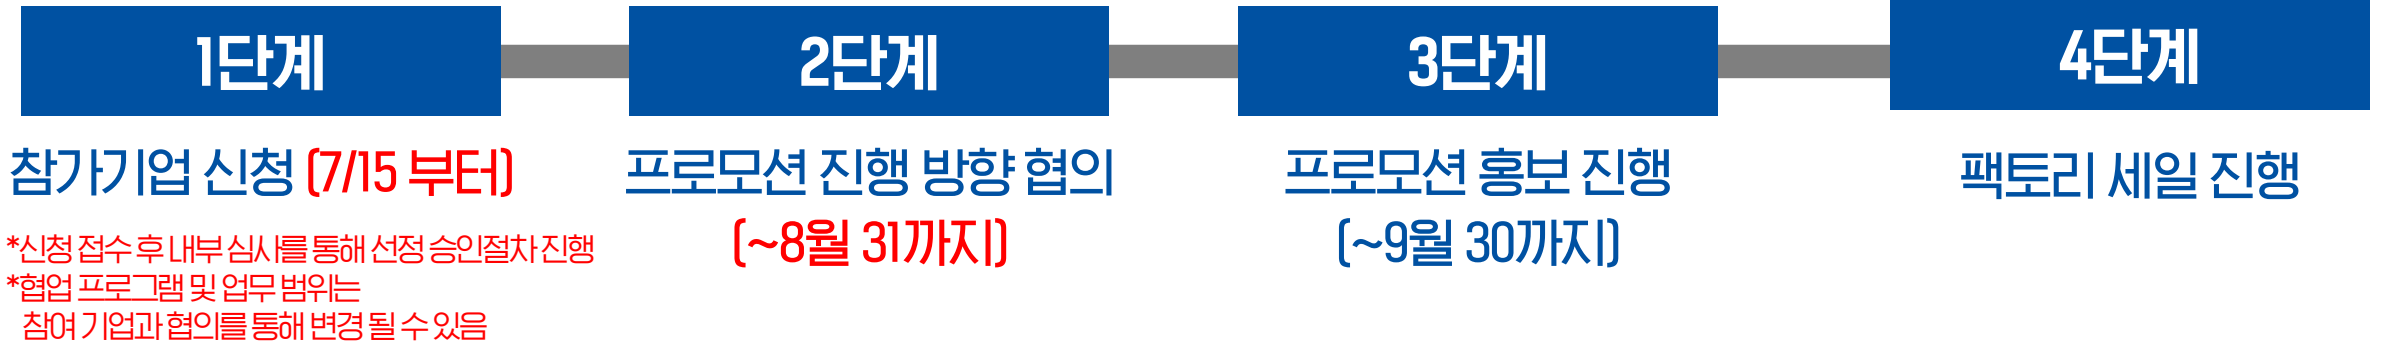 1단계
참가기업 신청 (7/15 부터)
*신청 접수 후 내부 심사를 통해 선정 승인절차 진행
*협업 프로그램 및 업무 범위는
참여 기업과 협의를 통해 변경 될 수 있음
2단계
프로모션 진행 방향 협의
(~8월 31까지)
3단계
프로모션 홍보 진행
(~9월 30까지)
4단계
팩토리 세일 진행